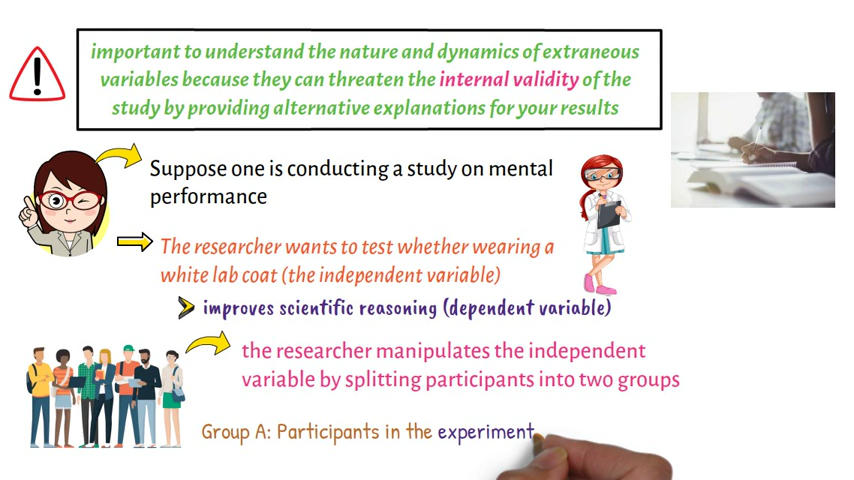 important to understand the nature and dynamics of extraneous
variables because they can threaten the internal validity of the
study by providing alternative explanations for your results
Suppose one is conducting a study on mental
performance
The researcher wants to test whether wearing a
white lab coat (the independent variable)
improves scientific reasoning (dependent variable)
the researcher manipulates the independent
variable by splitting participants into two groups
Group A: Participants in the experiment